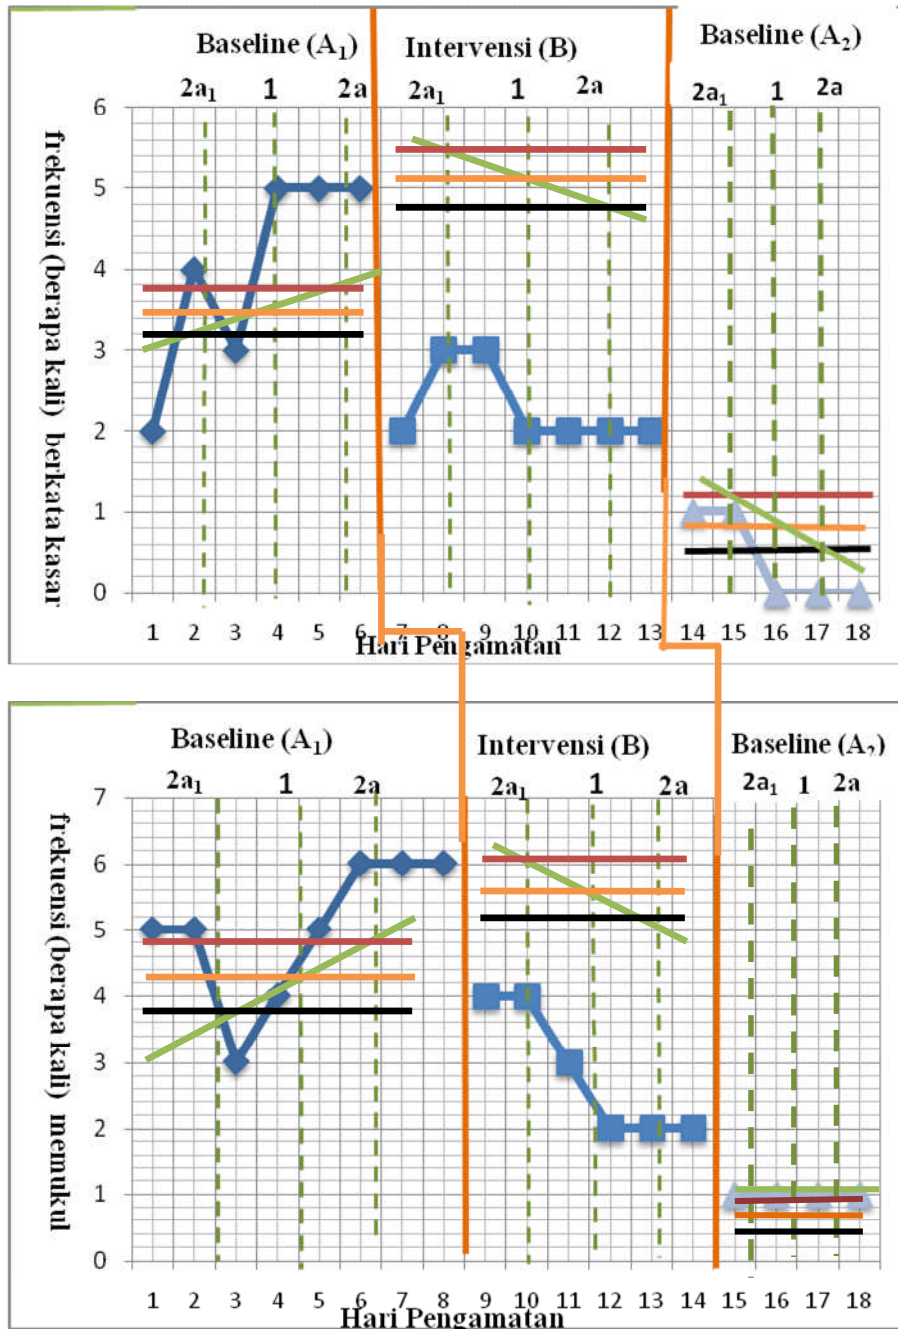 Baseline (A1) Intervensi (B) Baseline (A2)
2a1 1 2a 2a1 1 2a 2a1 1 2a
frekuensi (berapa kali) berkata kasar
6
5
4
3
2
1
0
1 2 3 4 5 6 7 8 9 10 11 12 13 14 15 16 17 18
Hari Pengamatan
Baseline (A1) Intervensi (B) Baseline (A2)
2a1 1 2a 2a1 1 2a 2a1 1 2a
frekuensi (berapa kali) memukul
7
6
5
4
3
2
1
0
1 2 3 4 5 6 7 8 9 10 11 12 13 14 15 16 17 18
Hari Pengamatan